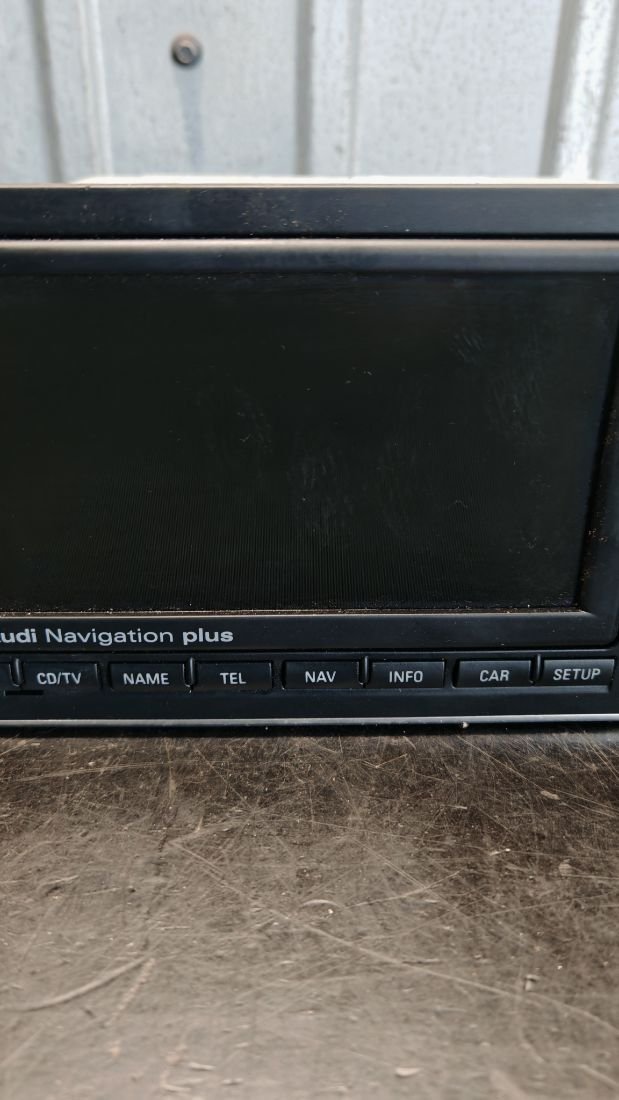 udi Navigation plus
CD/TV NAME TEL NAV INFO CAR SETUP